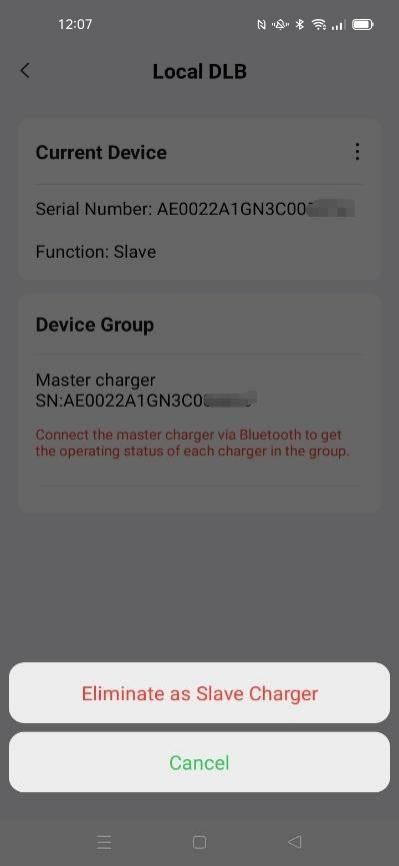 12:07
Local DLB
Current Device
Serial Number: AE0022A1GN3C00
Function: Slave
Device Group
Master charger
SN:AE0022A1GN3C0
Connect the master charger via Bluetooth to get
the operating status of each charger in the group.
Eliminate as Slave Charger
Cancel